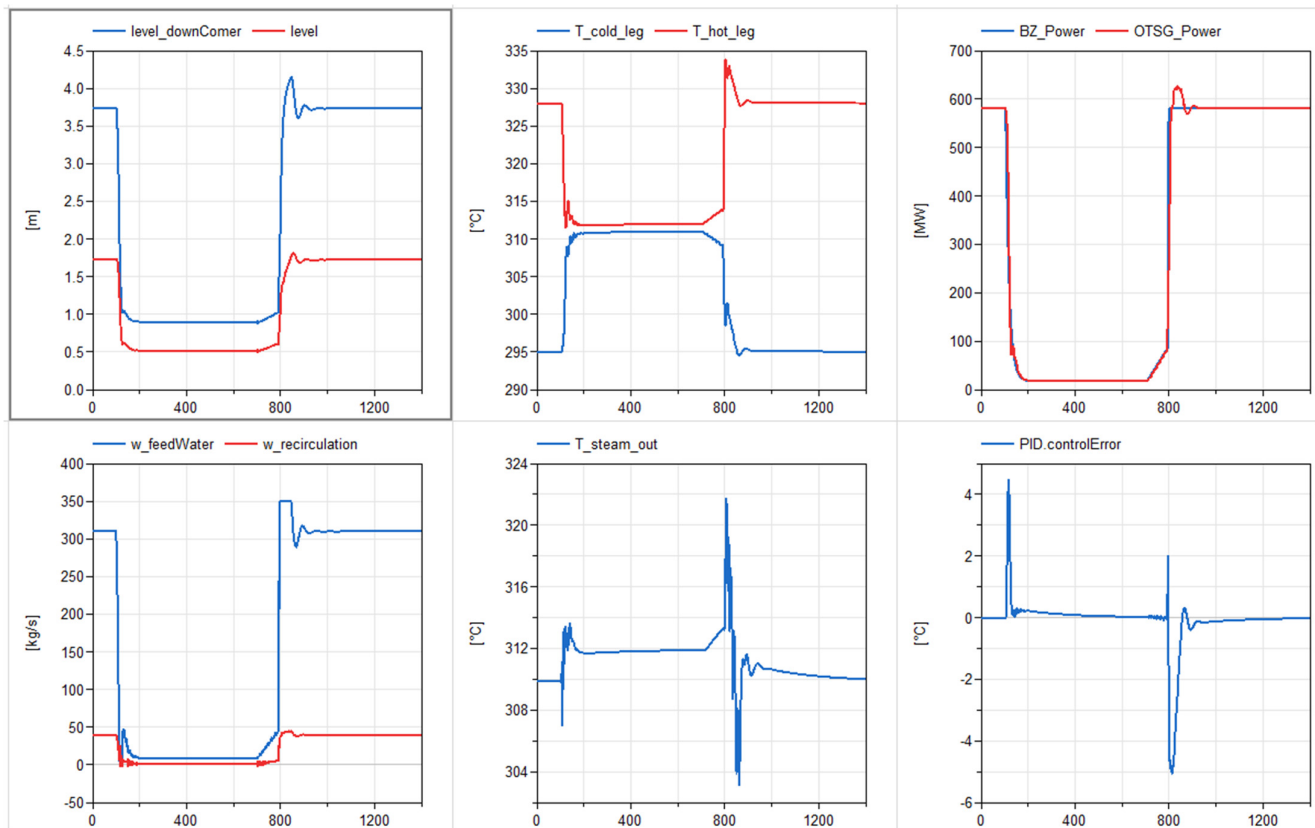 level_downComer level
4.5
4.0
3.5
3.0
2.5
2.0
1.5
1.0
0.5
0.0
[m]
0 400 800 1200
T_cold_leg T_hot_leg
335
330
325
320
315
310
305
300
295
290
[°C]
0 400 800 1200
BZ_Power OTSG_Power
700
600
500
400
300
200
100
0
[MW]
0 400 800 1200
w_feedWater w_recirculation
400
350
300
250
200
150
100
50
0
-50
[kg/s]
0 400 800 1200
T_steam_out
324
320
316
312
308
304
[°C]
0 400 800 1200
PID.controlError
4
2
0
-2
-4
-6
[°C]
0 400 800 1200